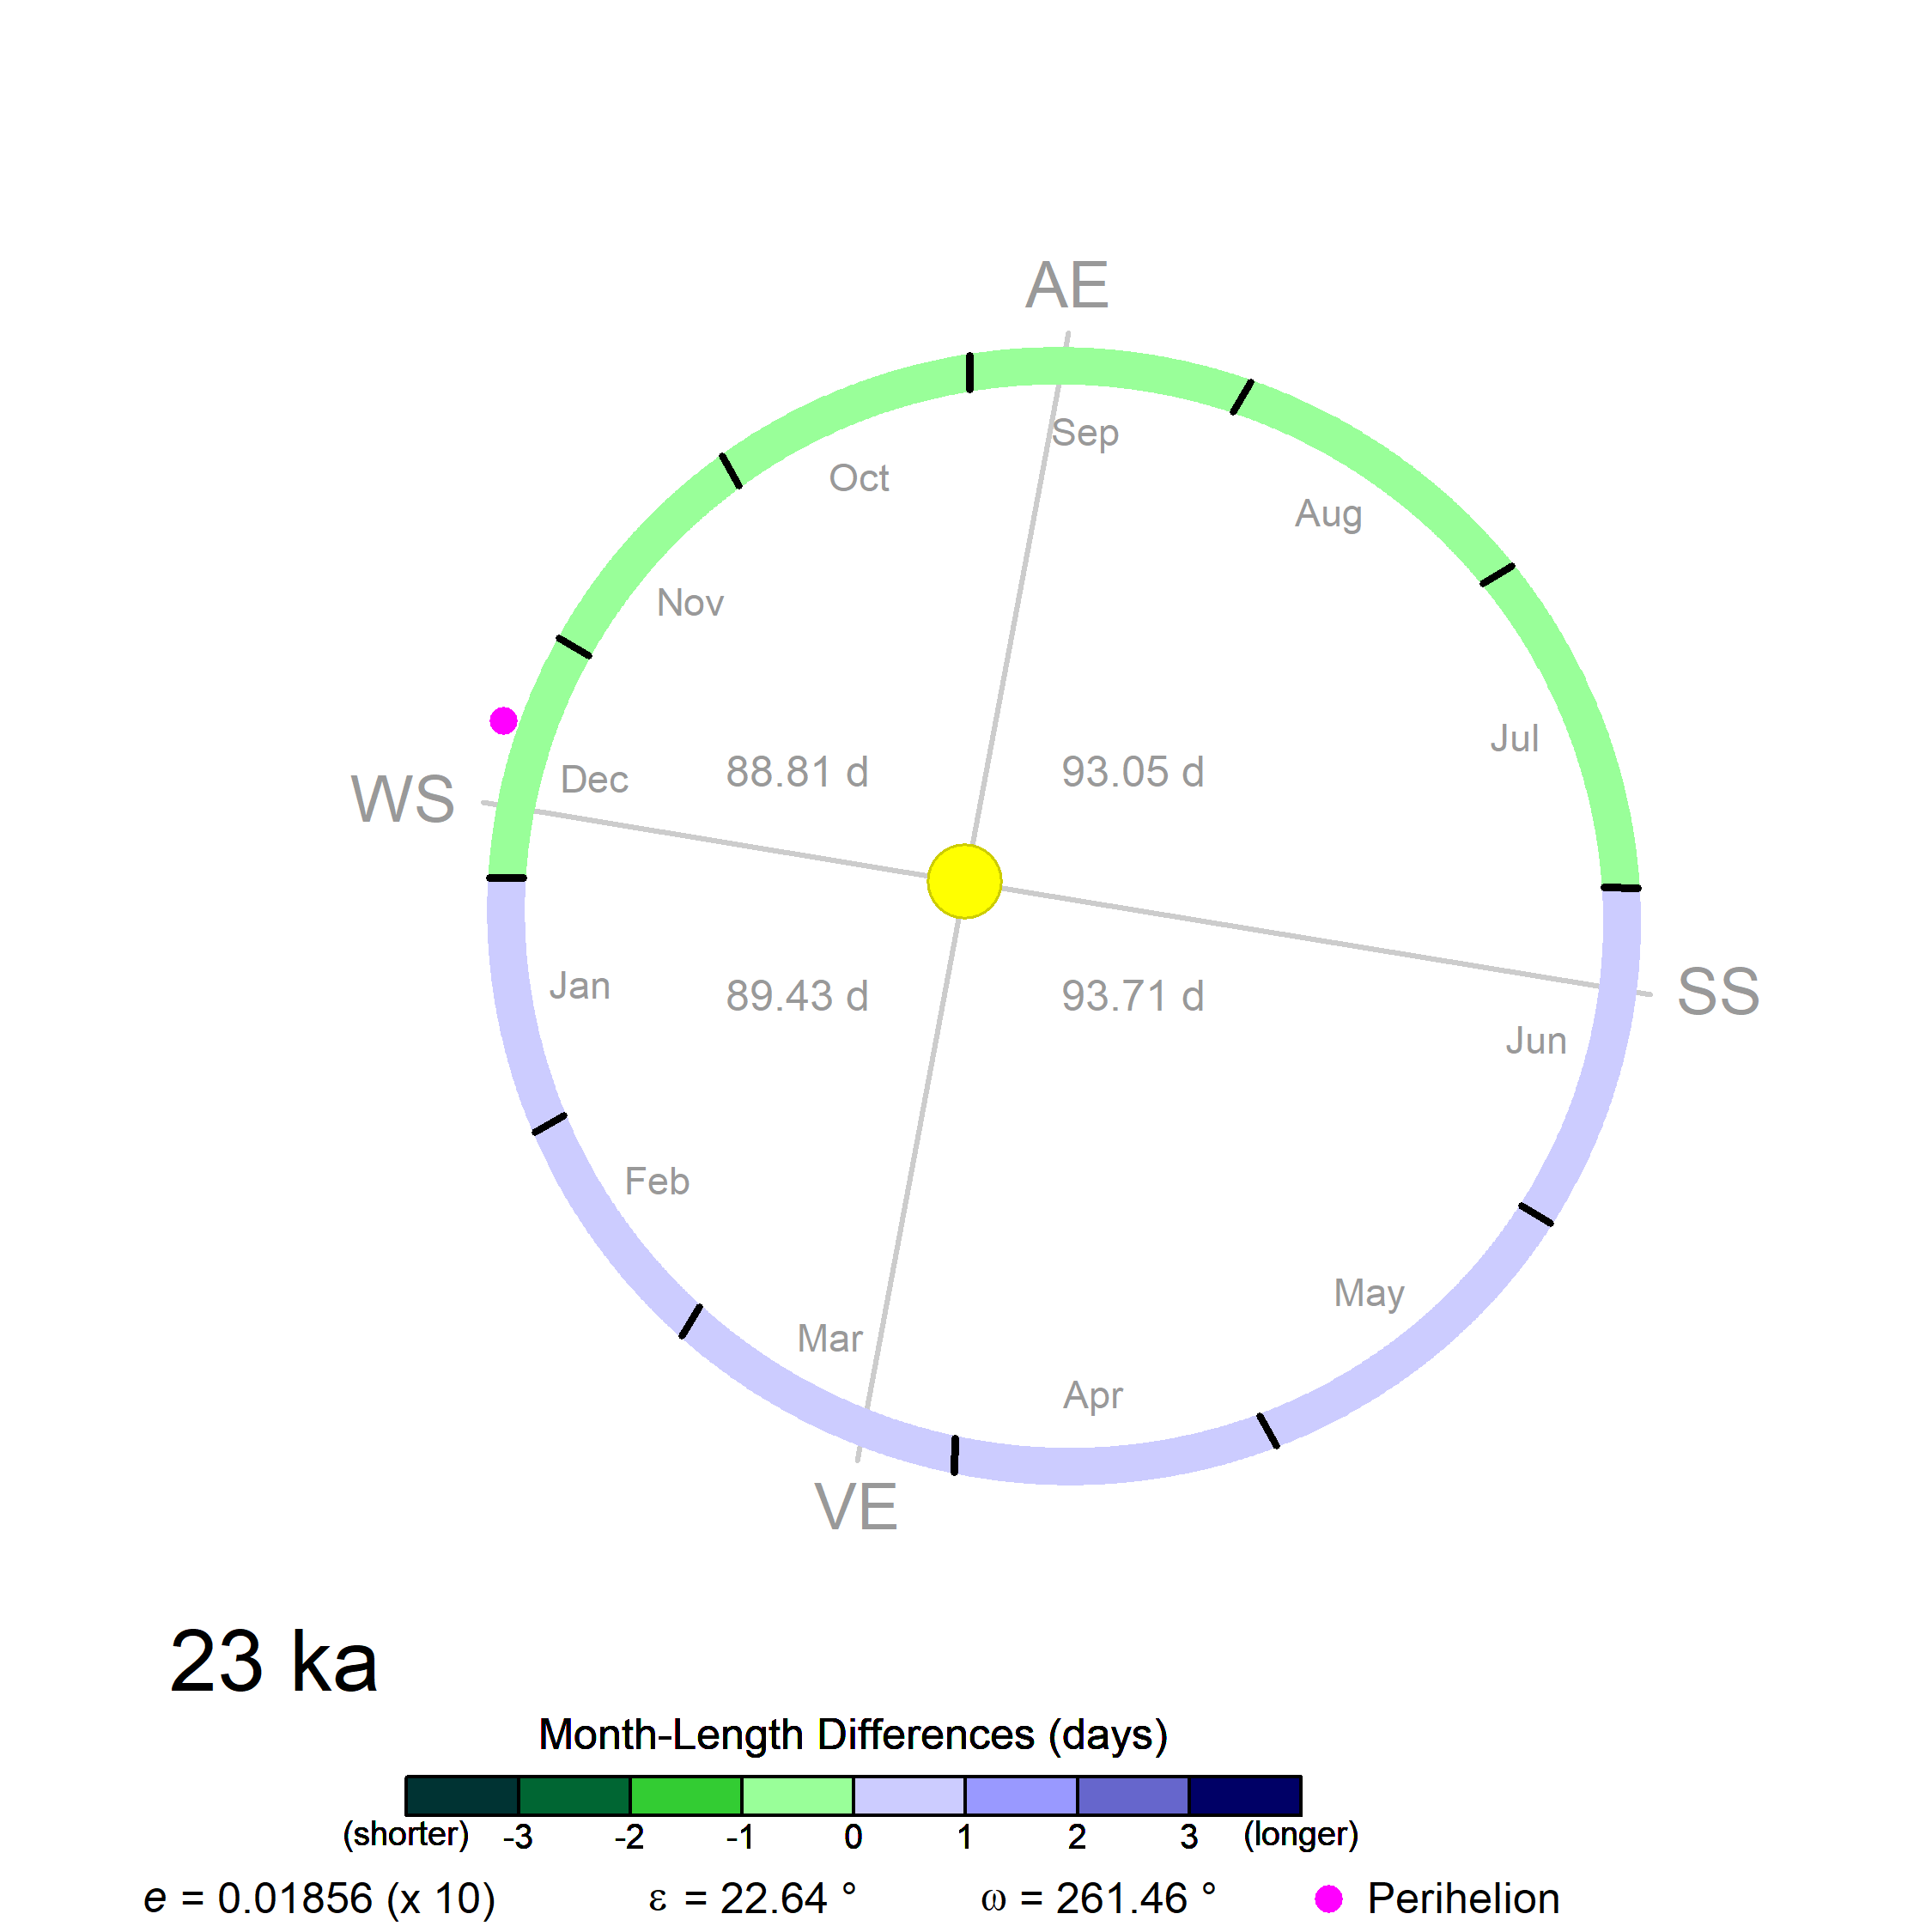 AE
Sep
Oct
Aug
Nov
Jul
Dec
88.81 d
93.05 d
WS
Jan
89.43 d
93.71 d
SS
Jun
Feb
May
Mar
Apr
VE
23 ka
Month-Length Differences (days)
(shorter) -3 -2 -1 0 1 2 3 (longer)
e = 0.01856 (x 10) ε = 22.64 ° ω = 261.46 ° Perihelion